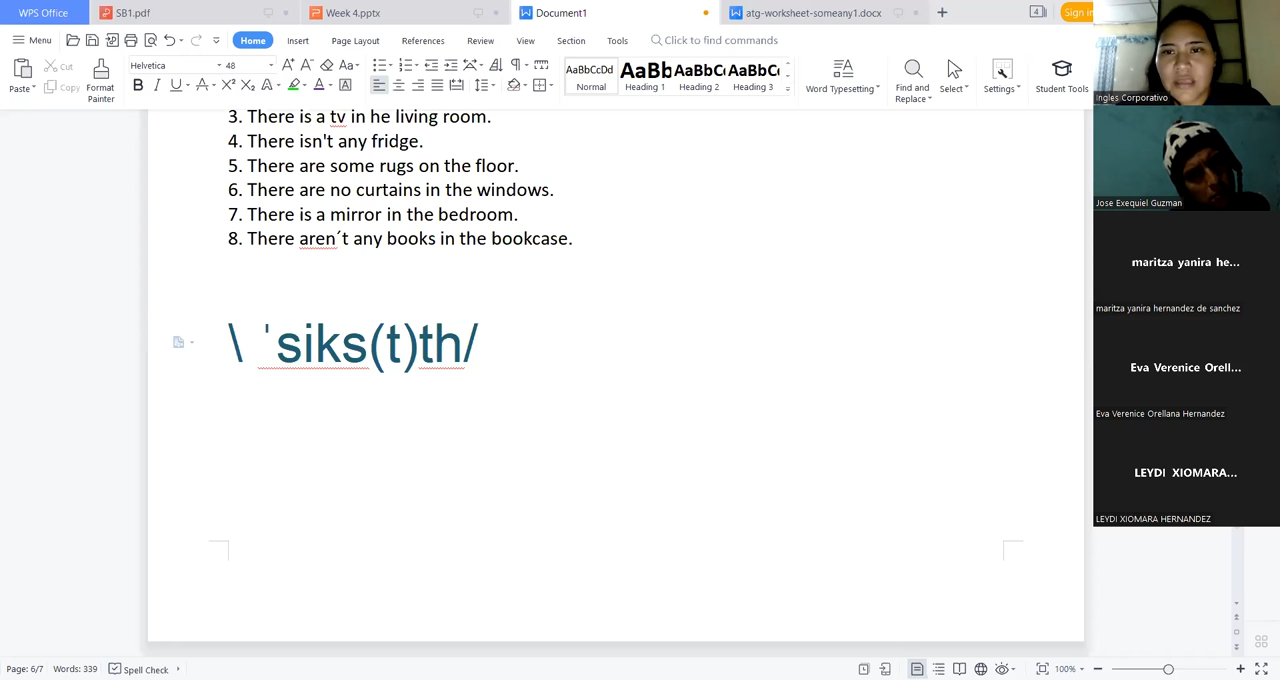 WPS Office
SB1.pdf
Week 4.pptx
Document1
atg-worksheet-someany1.docx
4
Sign in
Menu
Home
Insert
Page Layout
References
Review
View
Section
Tools
Click to find commands
Paste
Cut
Copy
Format Painter
Helvetica
48
AaBbCcDd
Normal
AaBb
Heading 1
AaBbCc
Heading 2
AaBbCc
Heading 3
Word Typesetting
Find and Replace
Select
Settings
Student Tools
3. There is a tv in he living room.
4. There isn't any fridge.
5. There are some rugs on the floor.
6. There are no curtains in the windows.
7. There is a mirror in the bedroom.
8. There aren´t any books in the bookcase.
\ ˈsiks(t)th/
Ingles Corporativo
Jose Exequiel Guzman
maritza yanira he...
maritza yanira hernandez de sanchez
Eva Verenice Orell...
Eva Verenice Orellana Hernandez
LEYDI XIOMARA...
LEYDI XIOMARA HERNANDEZ
Page: 6/7
Words: 339
Spell Check
100%